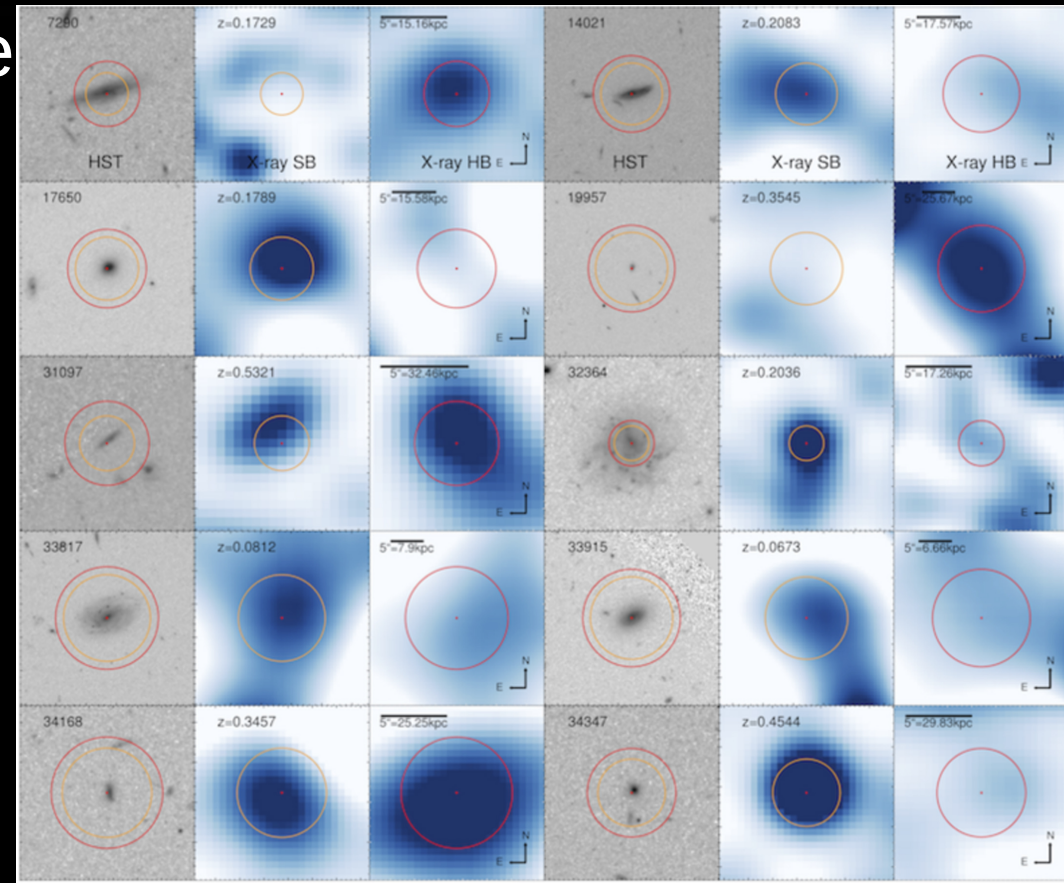 e
7290 z=0.1729 5"=15.16kpc 14021 z=0.2083 5"=17.57kpc
HST X-ray SB X-ray HB E N HST X-ray SB X-ray HB E N
17650 z=0.1789 5"=15.58kpc 19957 z=0.3545 5"=25.67kpc
E N E N
31097 z=0.5321 5"=32.46kpc 32364 z=0.2036 5"=17.26kpc
E N E N
33817 z=0.0812 5"=7.9kpc 33915 z=0.0673 5"=6.66kpc
E N E N
34168 z=0.3457 5"=25.25kpc 34347 z=0.4544 5"=29.83kpc
E N E N